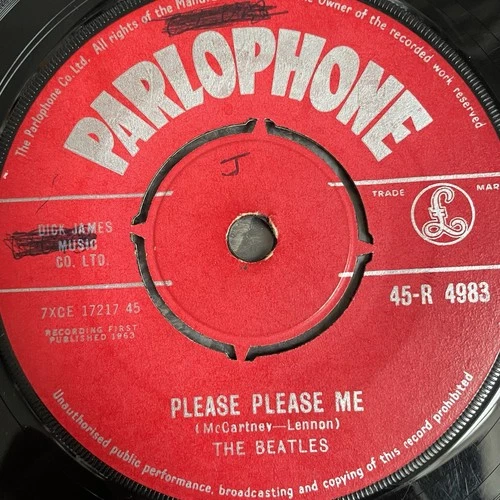 The Parlophone Co. Ltd. All rights of the Manu
Owner of the recorded work reserved
PARLOPHONE
J
TRADE
MAR
£
DICK JAMES
MUSIC
CO. LTD.
7XCE 17217 45
RECORDING FIRST
PUBLISHED 1963
45-R 4983
PLEASE PLEASE ME
(McCartney—Lennon)
THE BEATLES
Unauthorised public performance, broadcasting and copying of this record prohibited